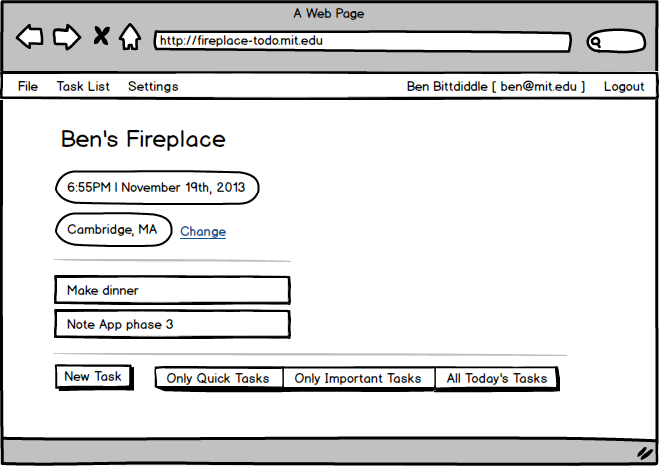 A Web Page
http://fireplace-todo.mit.edu
File Task List Settings Ben Bittdiddle [ ben@mit.edu ] Logout
Ben's Fireplace
6:55PM | November 19th, 2013
Cambridge, MA Change
Make dinner
Note App phase 3
New Task Only Quick Tasks Only Important Tasks All Today's Tasks